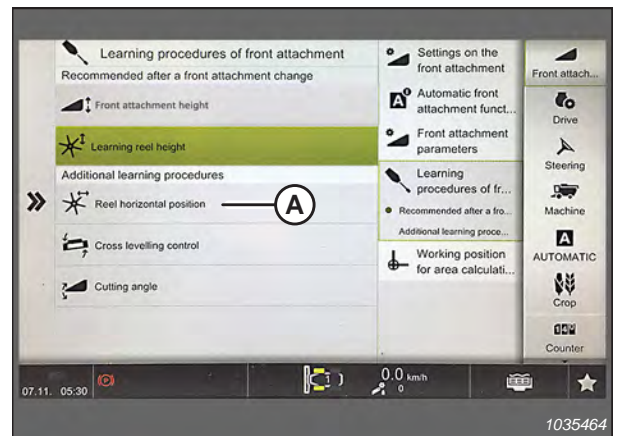 Learning procedures of front attachment
Recommended after a front attachment change
Front attachment height
Learning reel height
Additional learning procedures
Reel horizontal position
A
Cross levelling control
Cutting angle
Settings on the
front attachment
Automatic front
attachment funct...
Front attachment
parameters
Learning
procedures of fr...
Recommended after a fro...
Additional learning proce...
Working position
for area calculati...
Front attach...
Drive
Steering
Machine
A
AUTOMATIC
Crop
Counter
07.11. 05:30
(P)
1
0.0 km/h
0
1035464